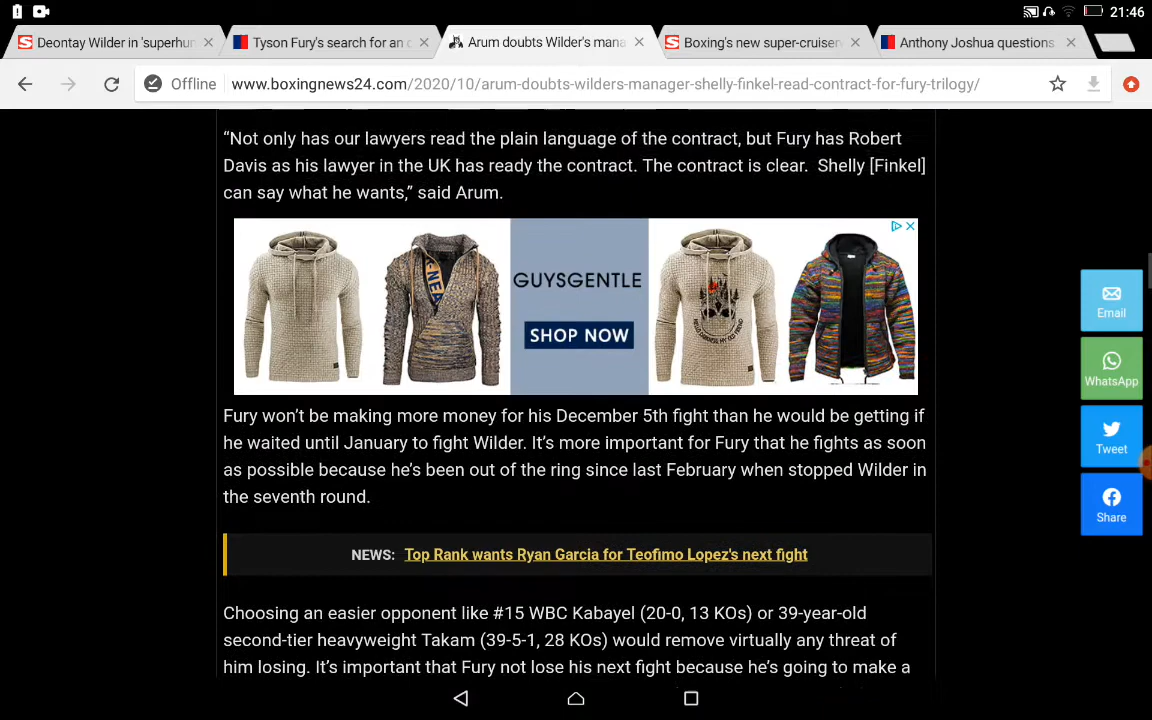 21:46
Deontay Wilder in 'superhur
Tyson Fury's search for an o
Arum doubts Wilder's mana
Boxing's new super-cruiser
Anthony Joshua questions
Offline
www.boxingnews24.com/2020/10/arum-doubts-wilders-manager-shelly-finkel-read-contract-for-fury-trilogy/
“Not only has our lawyers read the plain language of the contract, but Fury has Robert
Davis as his lawyer in the UK has ready the contract. The contract is clear.  Shelly [Finkel]
can say what he wants,” said Arum.
GUYSGENTLE
SHOP NOW
Email
WhatsApp
Tweet
Share
Fury won’t be making more money for his December 5th fight than he would be getting if
he waited until January to fight Wilder. It’s more important for Fury that he fights as soon
as possible because he’s been out of the ring since last February when stopped Wilder in
the seventh round.
NEWS: Top Rank wants Ryan Garcia for Teofimo Lopez's next fight
Choosing an easier opponent like #15 WBC Kabayel (20-0, 13 KOs) or 39-year-old
second-tier heavyweight Takam (39-5-1, 28 KOs) would remove virtually any threat of
him losing. It’s important that Fury not lose his next fight because he’s going to make a